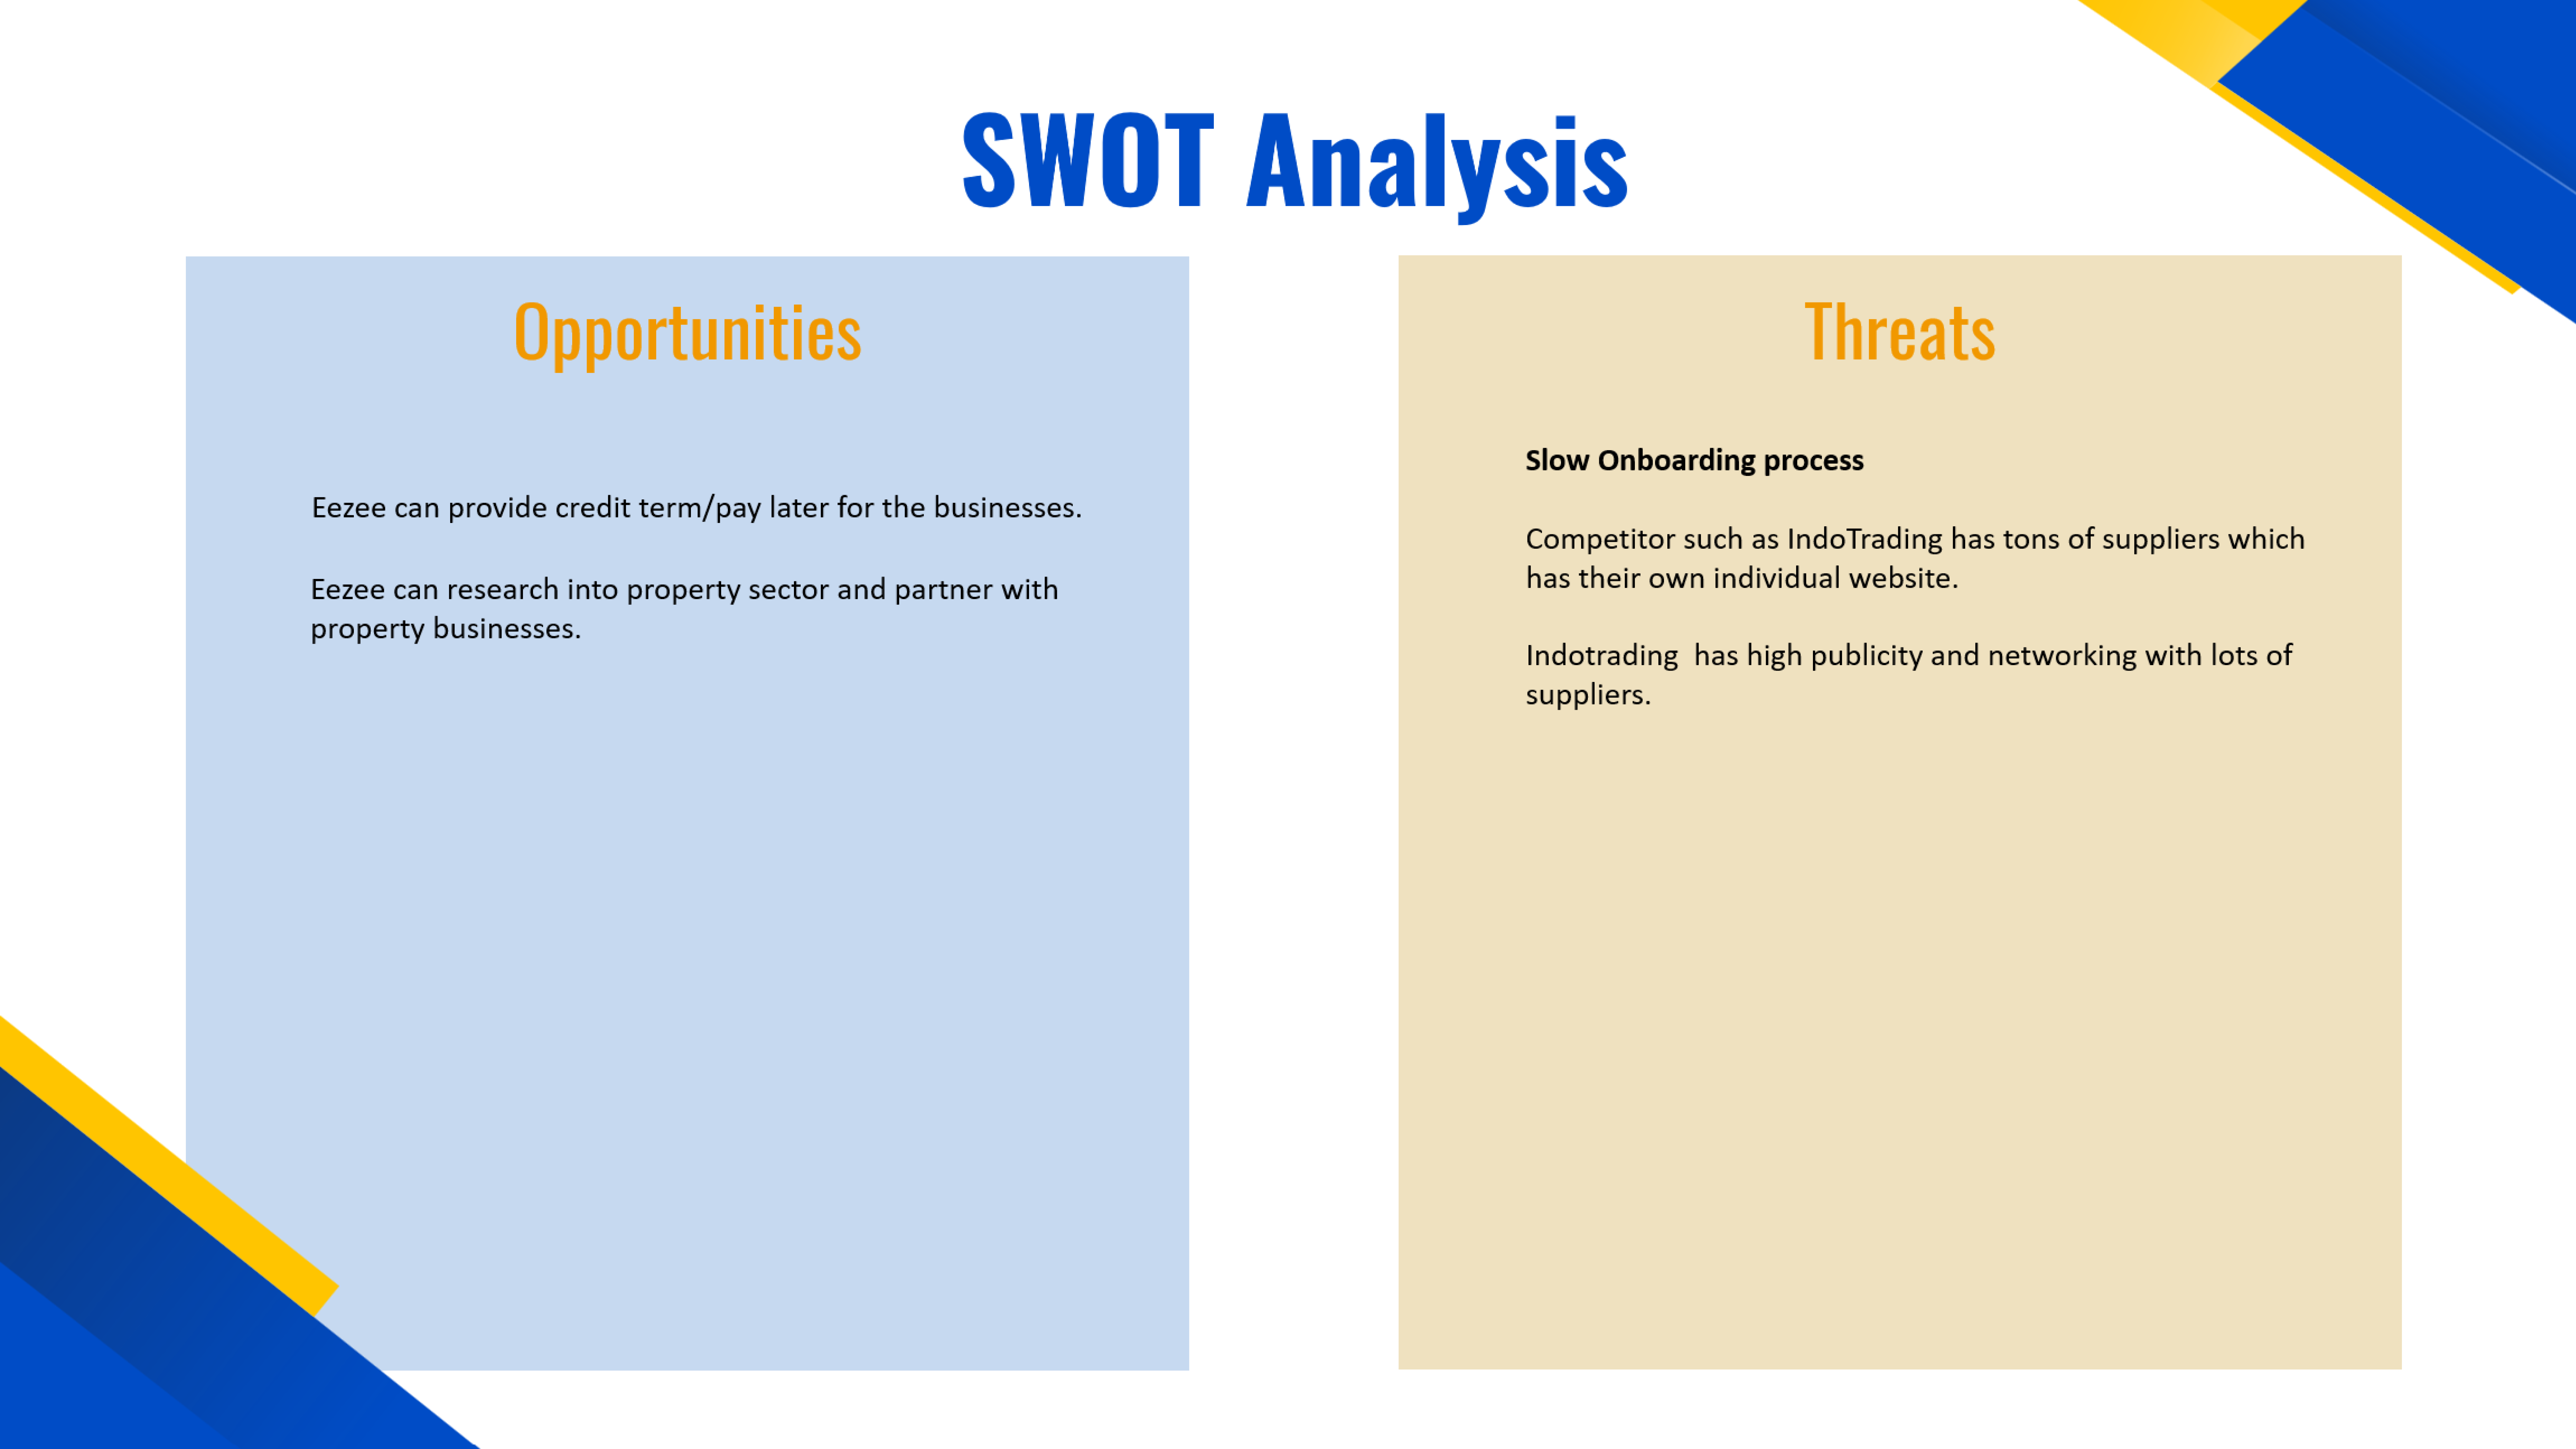 SWOT Analysis
Opportunities
Eezee can provide credit term/pay later for the businesses.
Eezee can research into property sector and partner with
property businesses.
Threats
Slow Onboarding process
Competitor such as IndoTrading has tons of suppliers which
has their own individual website.
Indotrading  has high publicity and networking with lots of
suppliers.